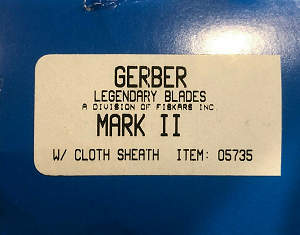 GERBER
LEGENDARY BLADES
A DIVISION OF FISKARS INC
MARK II
W/ CLOTH SHEATH ITEM: 05735